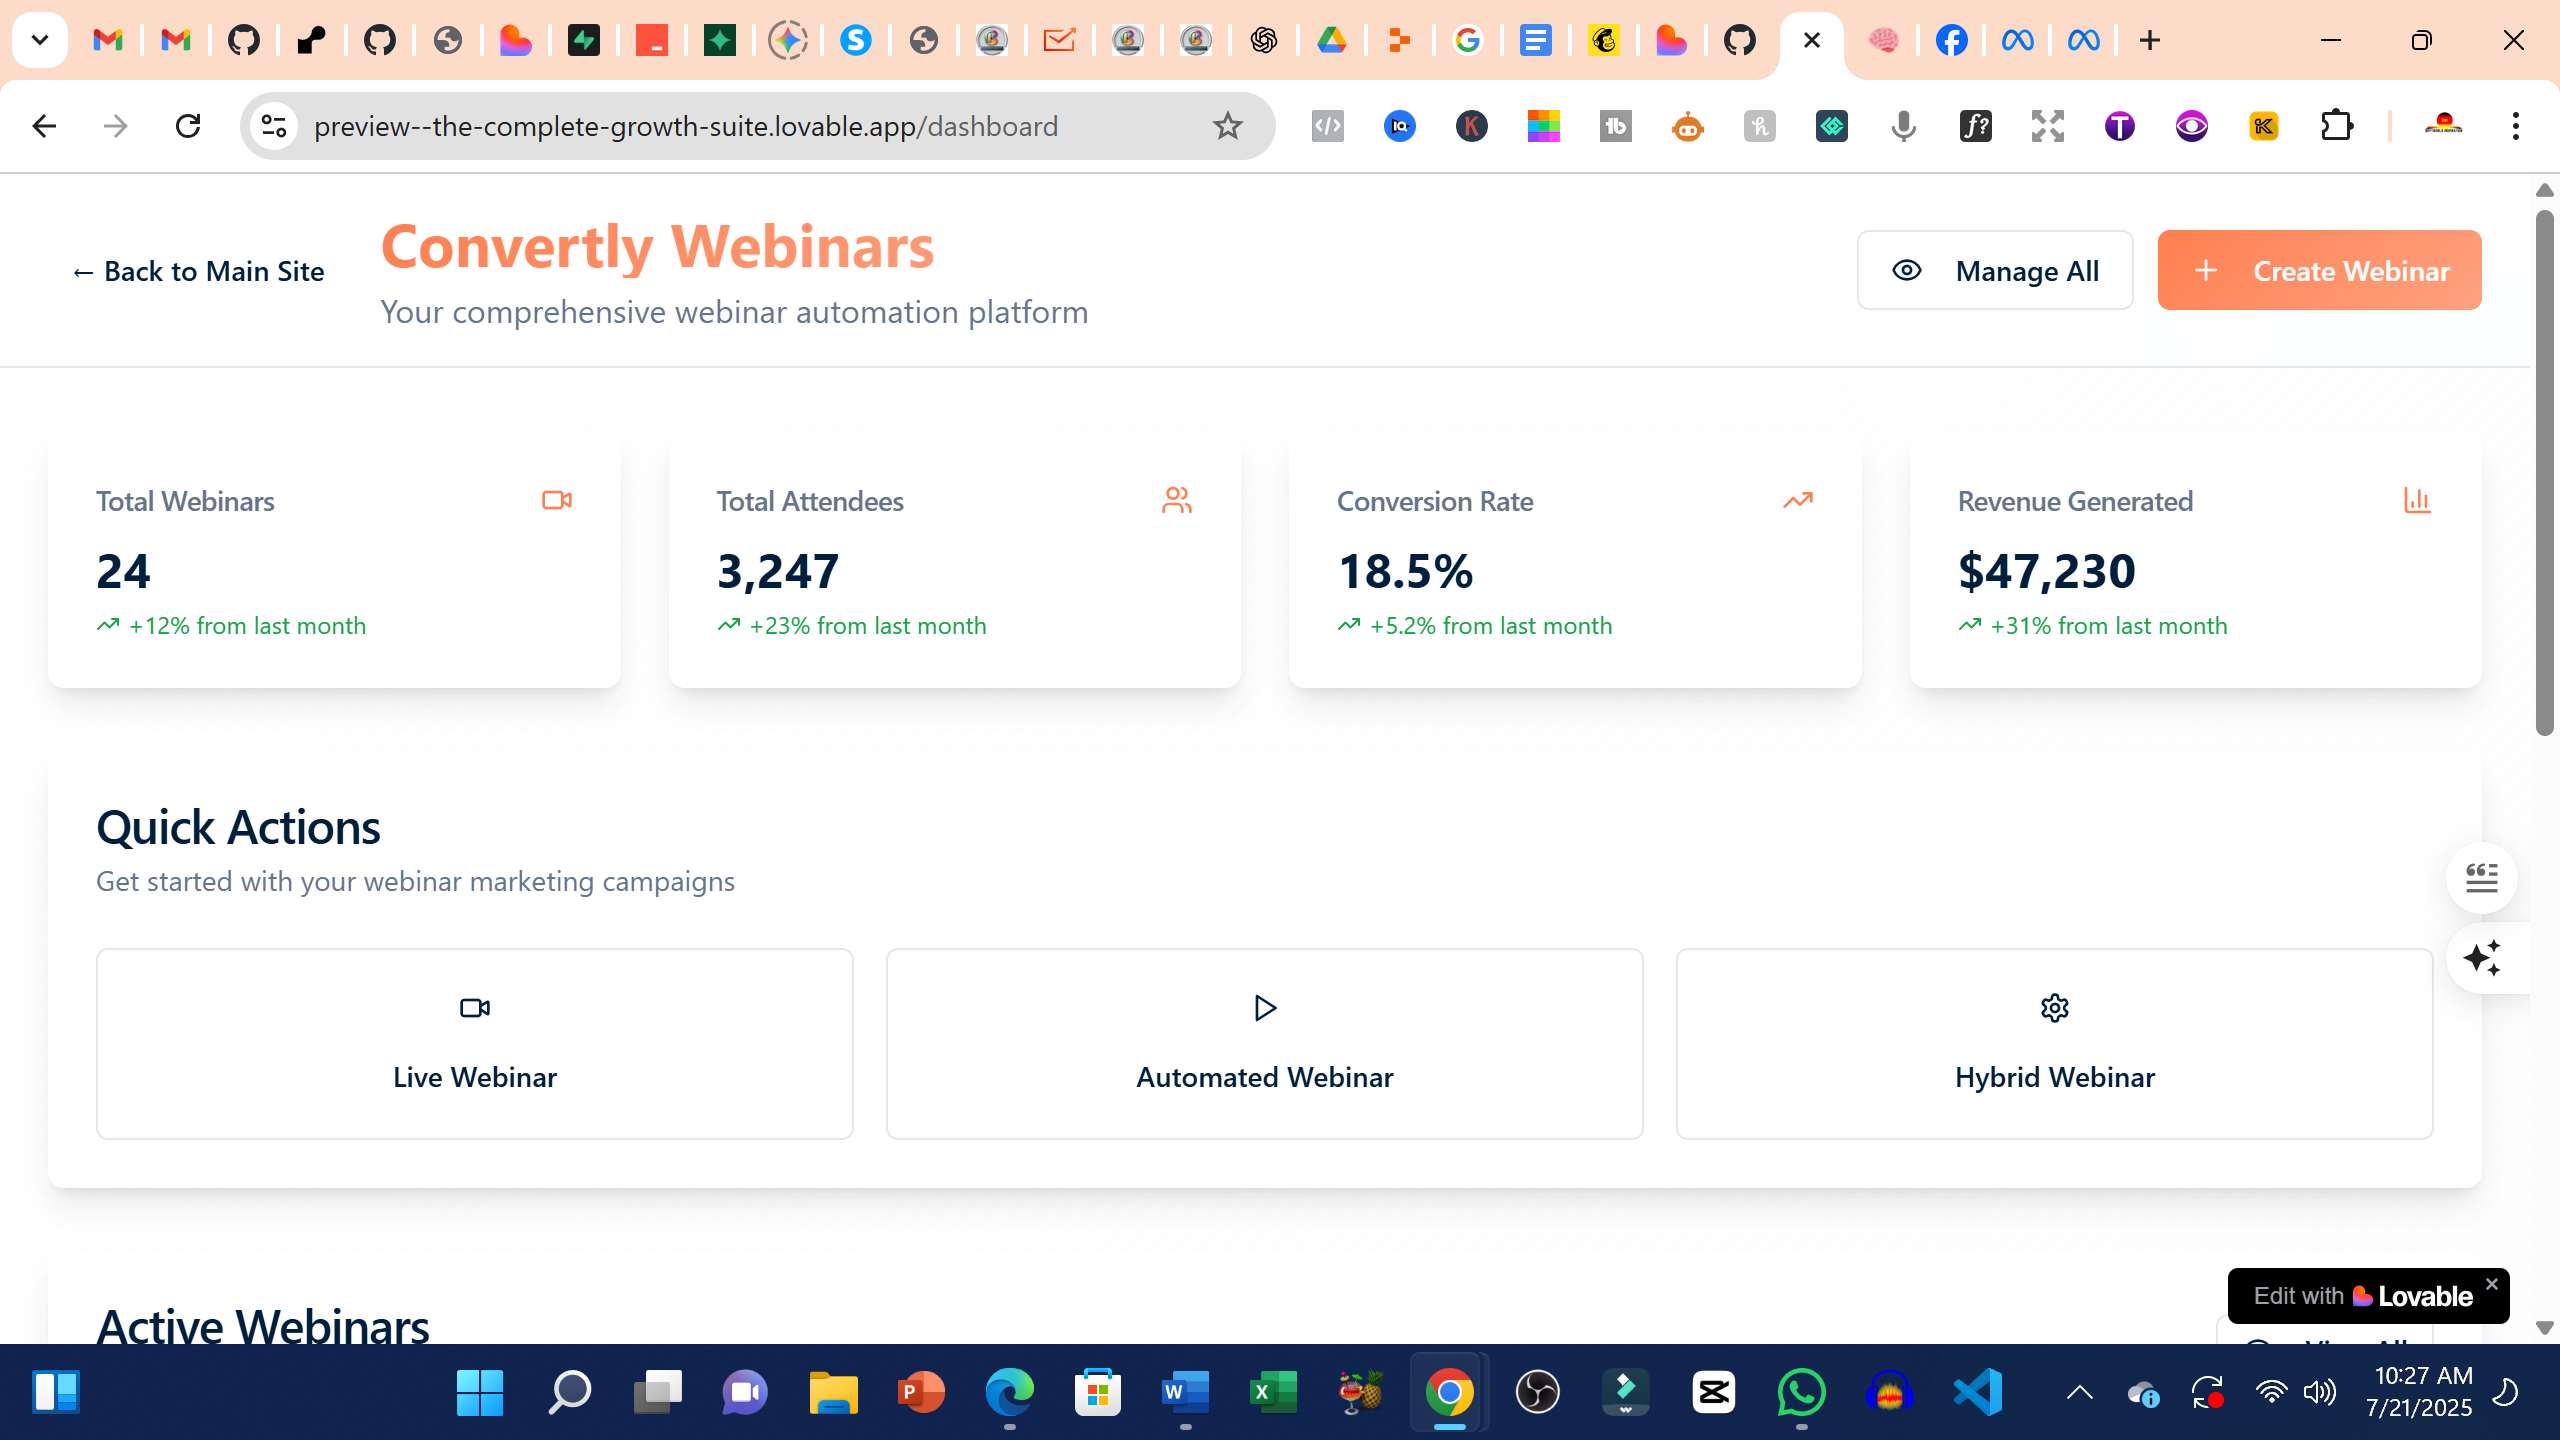 preview--the-complete-growth-suite.lovable.app/dashboard
← Back to Main Site
Convertly Webinars
Your comprehensive webinar automation platform
Manage All
Create Webinar
Total Webinars
24
+12% from last month
Total Attendees
3,247
+23% from last month
Conversion Rate
18.5%
+5.2% from last month
Revenue Generated
$47,230
+31% from last month
Quick Actions
Get started with your webinar marketing campaigns
Live Webinar
Automated Webinar
Hybrid Webinar
Active Webinars
Edit with Lovable
10:27 AM
7/21/2025